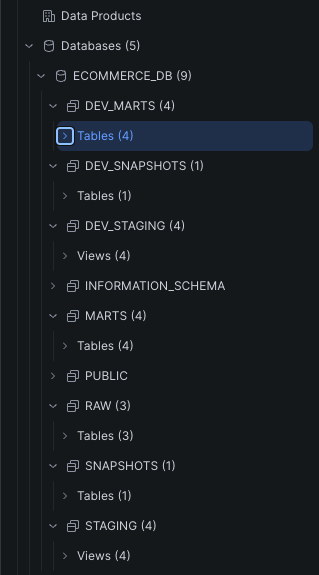 Data Products
Databases (5)
ECOMMERCE_DB (9)
DEV_MARTS (4)
Tables (4)
DEV_SNAPSHOTS (1)
Tables (1)
DEV_STAGING (4)
Views (4)
INFORMATION_SCHEMA
MARTS (4)
Tables (4)
PUBLIC
RAW (3)
Tables (3)
SNAPSHOTS (1)
Tables (1)
STAGING (4)
Views (4)